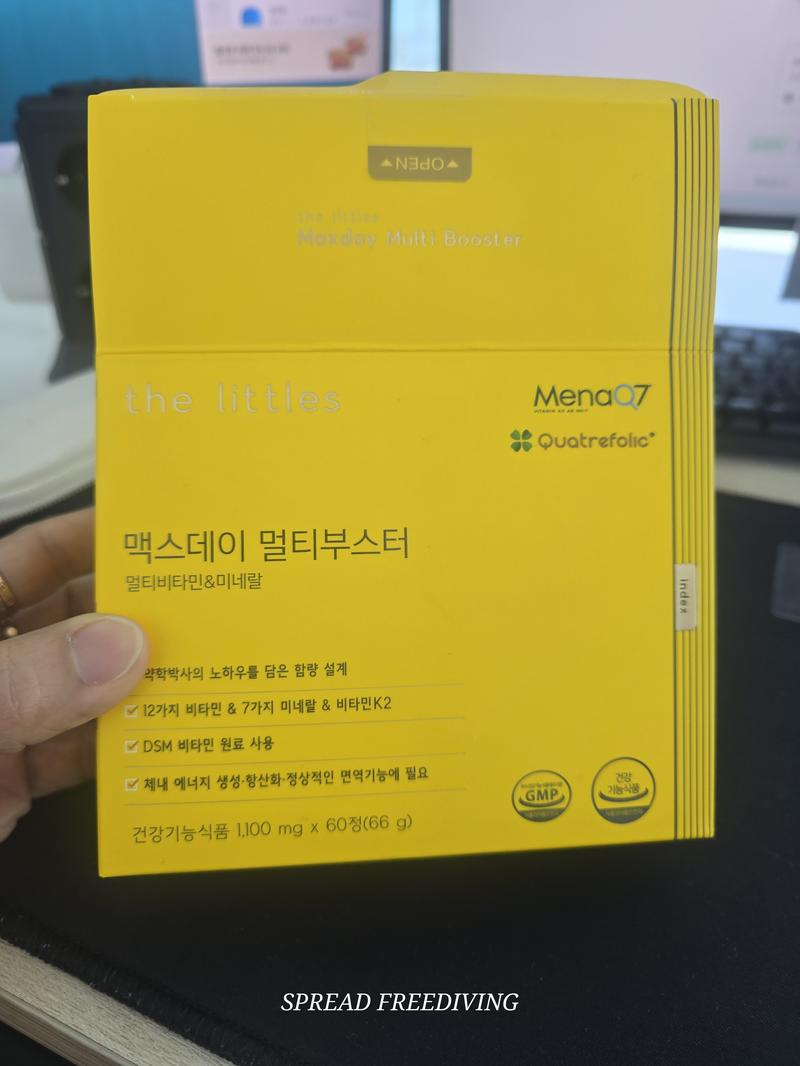 OPEN
the littles
Maxday Multi Booster
the littles
MenaQ7
Quatrefolic®
맥스데이 멀티부스터
멀티비타민&미네랄
index
약학박사의 노하우를 담은 함량 설계
12가지 비타민 & 7가지 미네랄 & 비타민K2
DSM 비타민 원료 사용
체내 에너지 생성·항산화·정상적인 면역기능에 필요
GMP
건강
기능식품
건강기능식품 1,100 mg x 60정(66 g)
SPREAD FREEDIVING